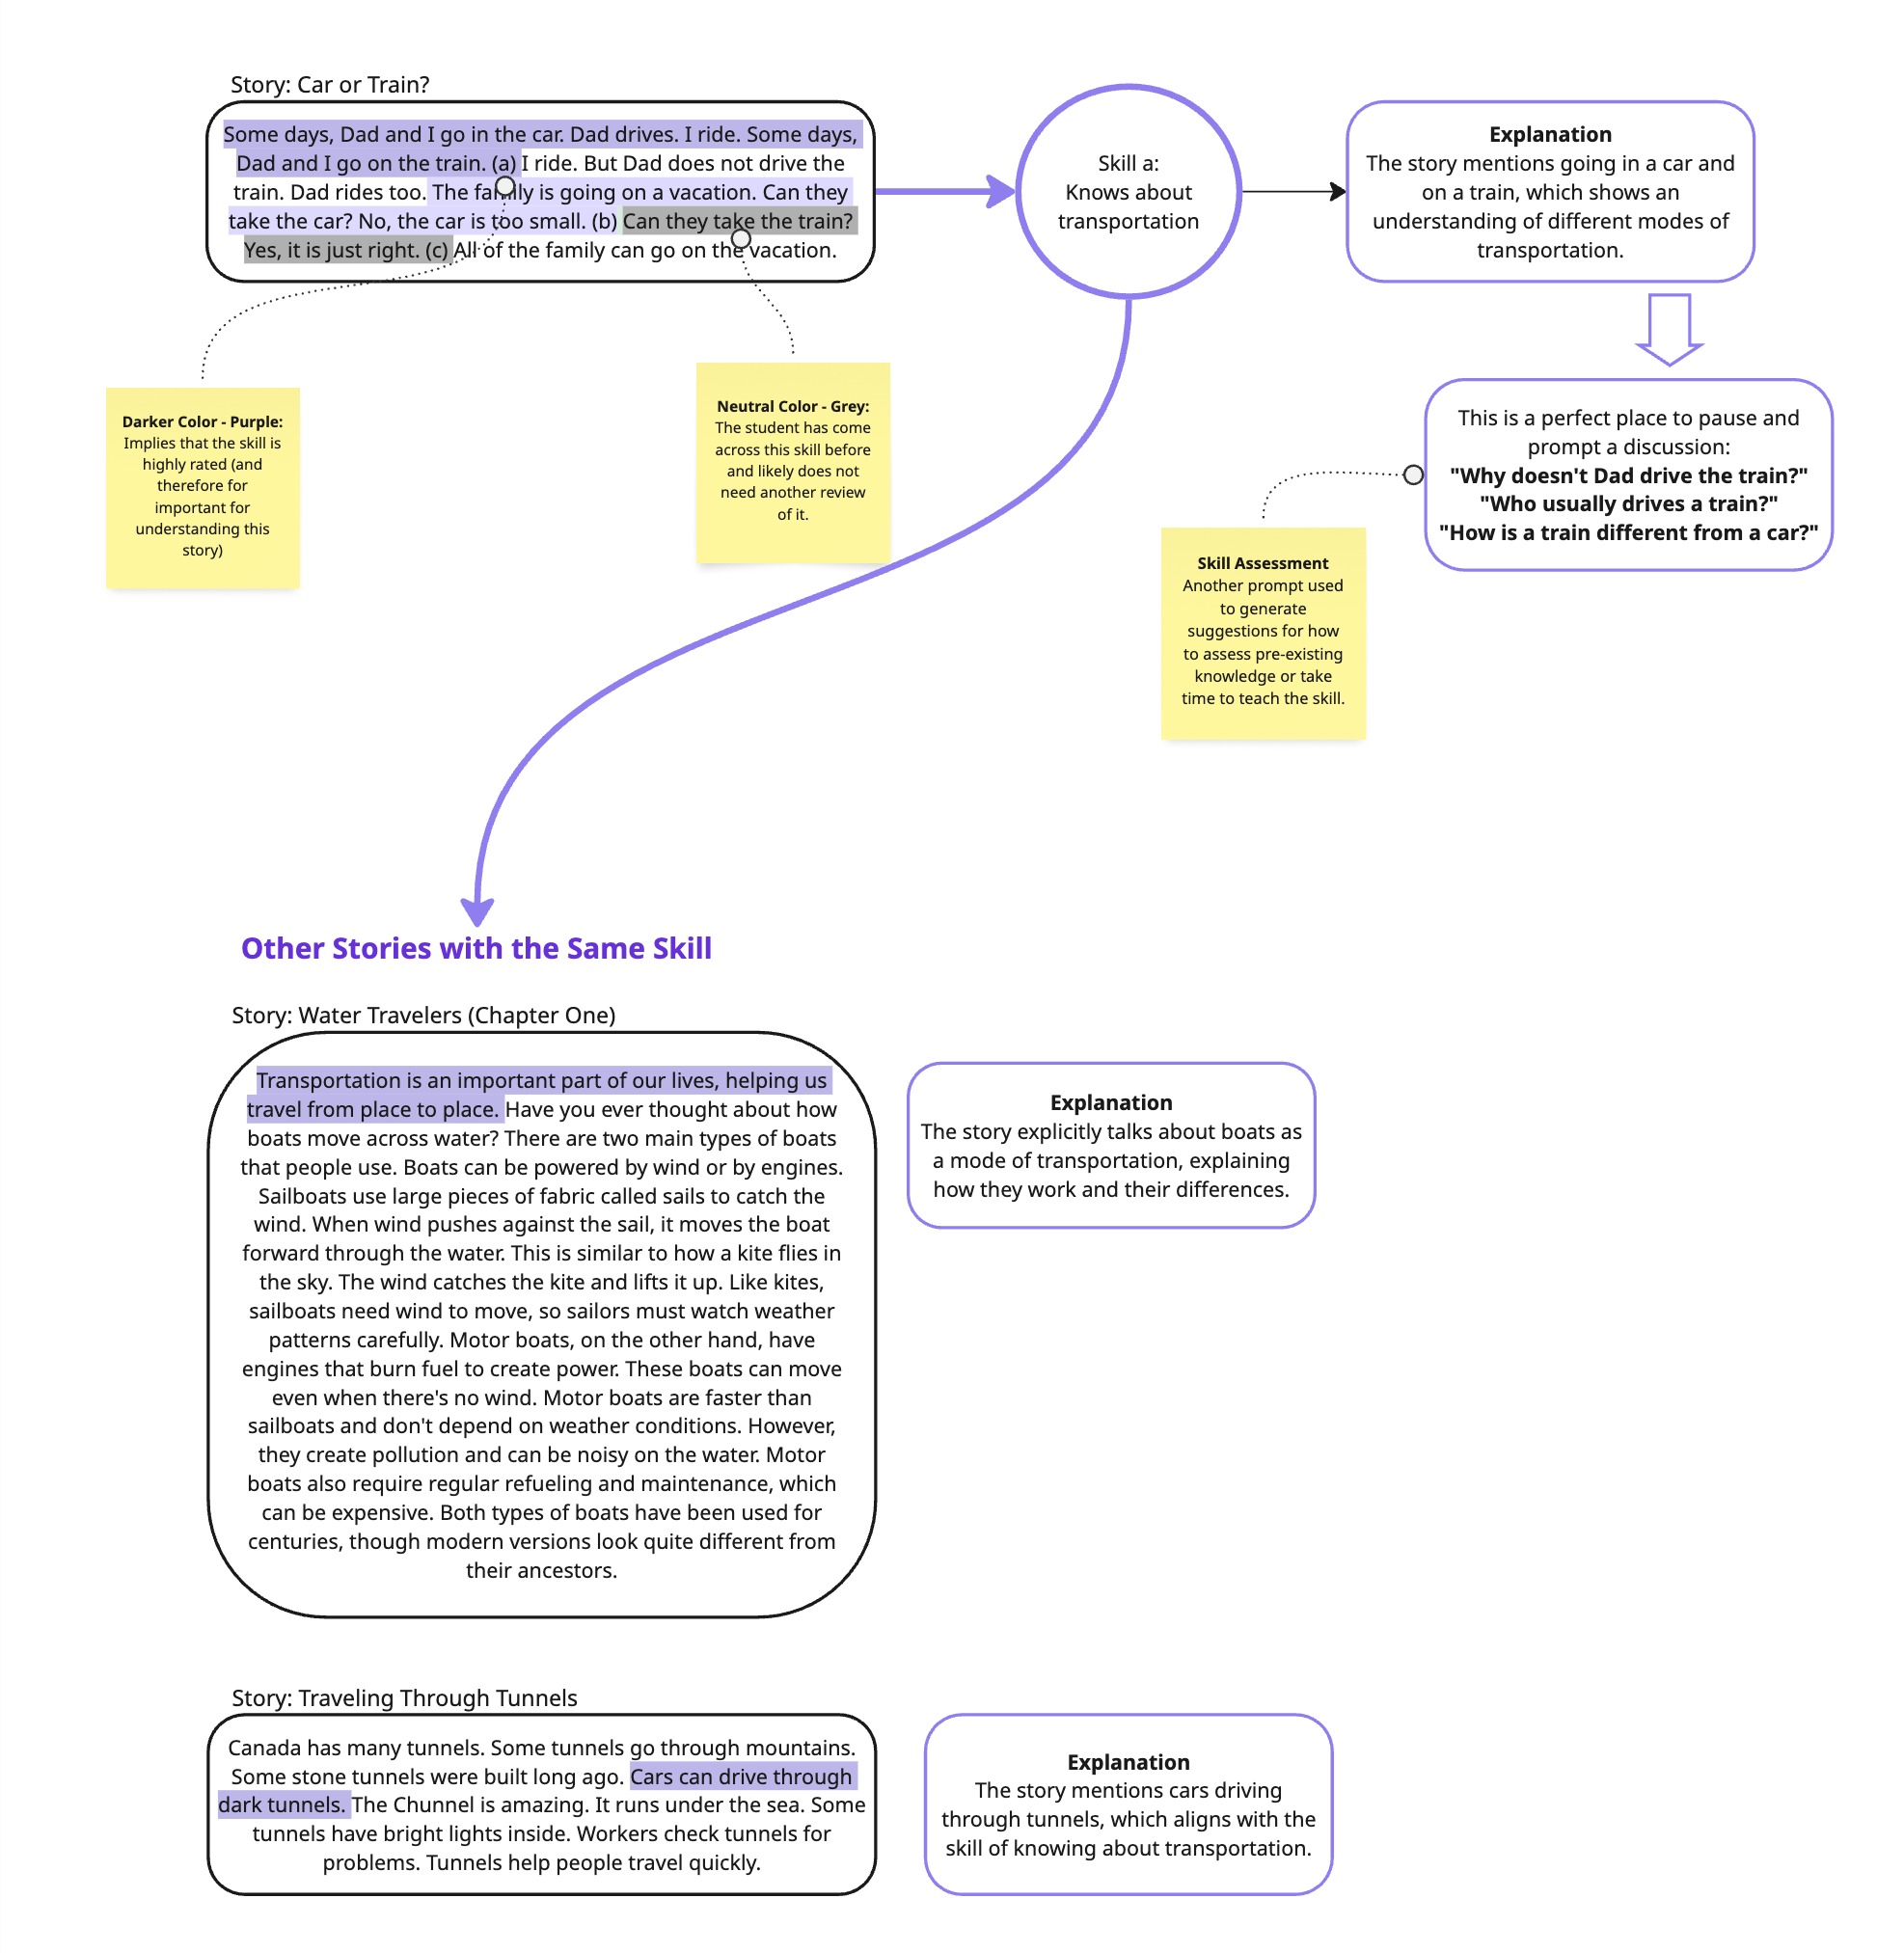 Story: Car or Train?
Some days, Dad and I go in the car. Dad drives. I ride. Some days,
Dad and I go on the train. (a) I ride. But Dad does not drive the
train. Dad rides too. The family is going on a vacation. Can they
take the car? No, the car is too small. (b) Can they take the train?
Yes, it is just right. (c) All of the family can go on the vacation.
Skill a:
Knows about
transportation
Explanation
The story mentions going in a car and
on a train, which shows an
understanding of different modes of
transportation.
Darker Color - Purple:
Implies that the skill is
highly rated (and
therefore for
important for
understanding this
story)
Neutral Color - Grey:
The student has come
across this skill before
and likely does not
need another review
of it.
This is a perfect place to pause and
prompt a discussion:
"Why doesn't Dad drive the train?"
"Who usually drives a train?"
"How is a train different from a car?"
Skill Assessment
Another prompt used
to generate
suggestions for how
to assess pre-existing
knowledge or take
time to teach the skill.
Other Stories with the Same Skill
Story: Water Travelers (Chapter One)
Transportation is an important part of our lives, helping us
travel from place to place. Have you ever thought about how
boats move across water? There are two main types of boats
that people use. Boats can be powered by wind or by engines.
Sailboats use large pieces of fabric called sails to catch the
wind. When wind pushes against the sail, it moves the boat
forward through the water. This is similar to how a kite flies in
the sky. The wind catches the kite and lifts it up. Like kites,
sailboats need wind to move, so sailors must watch weather
patterns carefully. Motor boats, on the other hand, have
engines that burn fuel to create power. These boats can move
even when there's no wind. Motor boats are faster than
sailboats and don't depend on weather conditions. However,
they create pollution and can be noisy on the water. Motor
boats also require regular refueling and maintenance, which
can be expensive. Both types of boats have been used for
centuries, though modern versions look quite different from
their ancestors.
Explanation
The story explicitly talks about boats as
a mode of transportation, explaining
how they work and their differences.
Story: Traveling Through Tunnels
Canada has many tunnels. Some tunnels go through mountains.
Some stone tunnels were built long ago. Cars can drive through
dark tunnels. The Chunnel is amazing. It runs under the sea. Some
tunnels have bright lights inside. Workers check tunnels for
problems. Tunnels help people travel quickly.
Explanation
The story mentions cars driving
through tunnels, which aligns with the
skill of knowing about transportation.